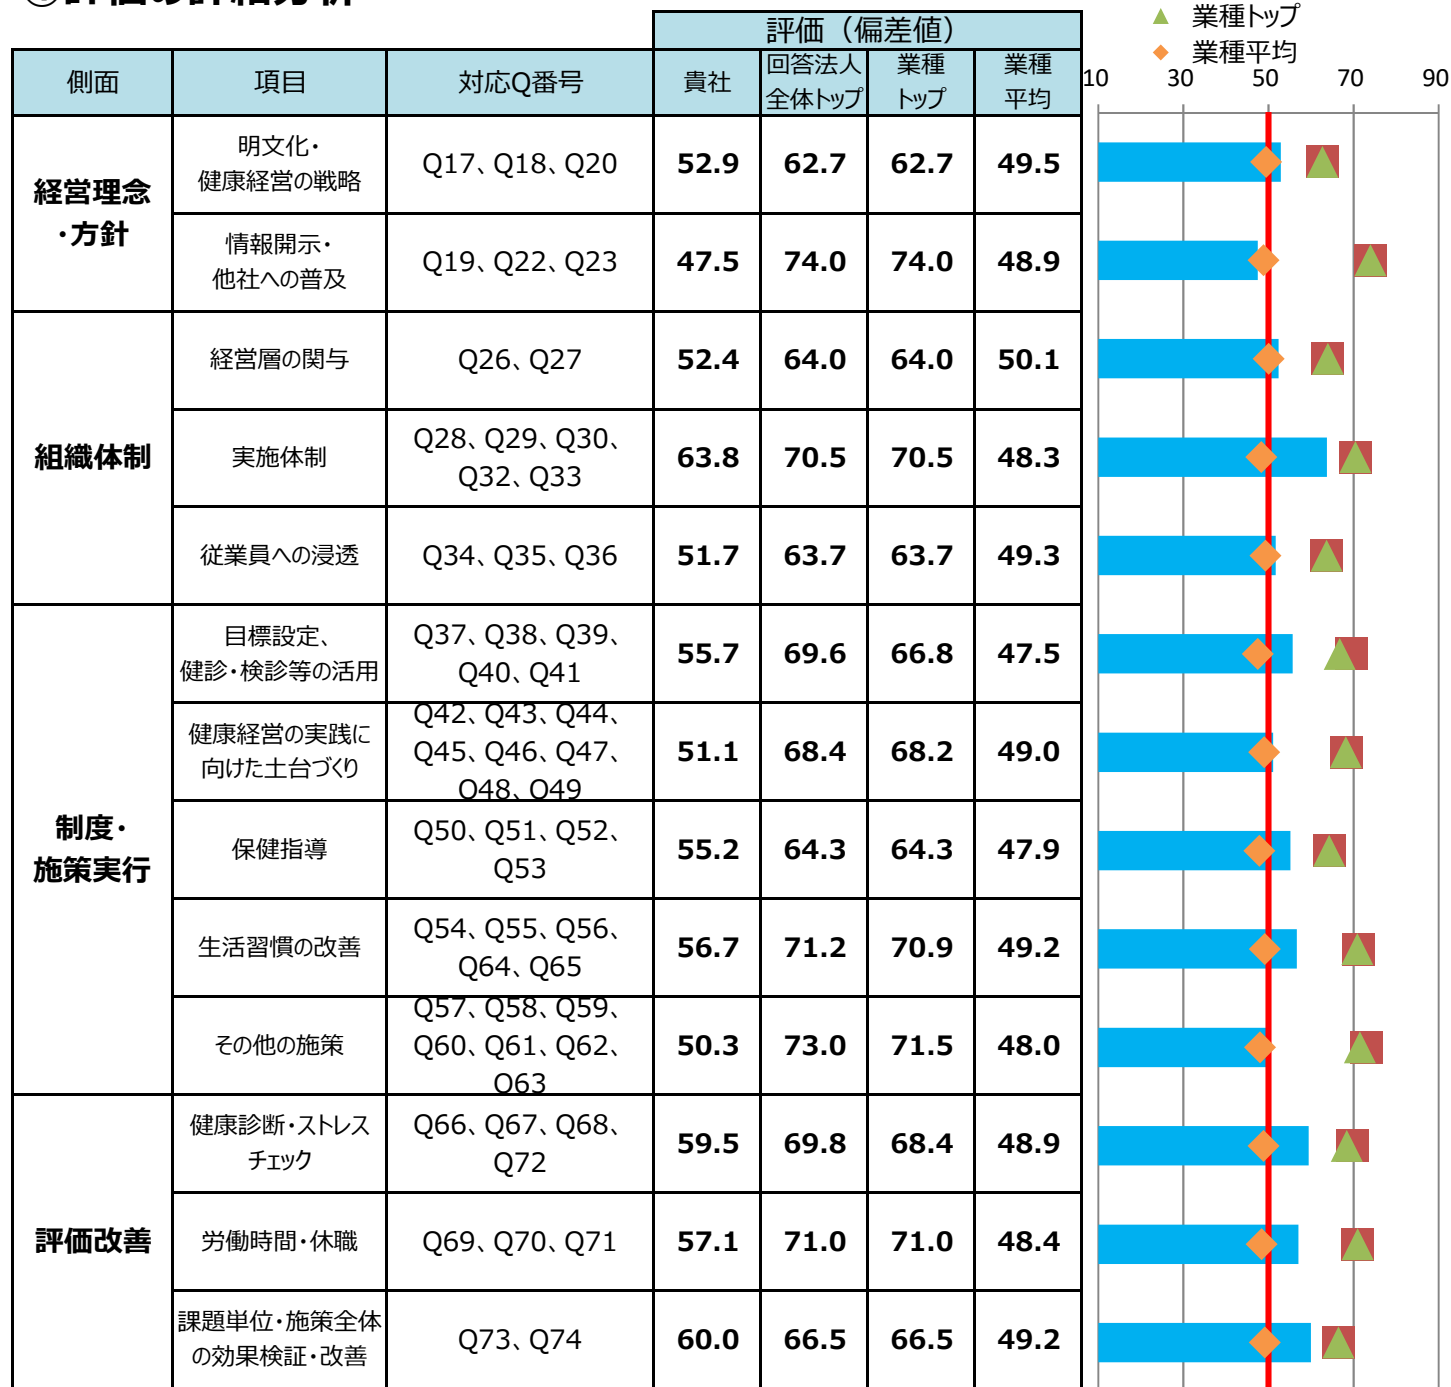 ①評価の詳細分析
▲ 業種トップ
◆ 業種平均
評価（偏差値）
側面 項目 対応Q番号 貴社 回答法人 業種 業種
全体トップ トップ 平均
10 30 50 70 90
経営理念
・方針
明文化・
健康経営の戦略
Q17、Q18、Q20 52.9 62.7 62.7 49.5
情報開示・
他社への普及
Q19、Q22、Q23 47.5 74.0 74.0 48.9
組織体制
経営層の関与 Q26、Q27 52.4 64.0 64.0 50.1
実施体制
Q28、Q29、Q30、
Q32、Q33
63.8 70.5 70.5 48.3
従業員への浸透 Q34、Q35、Q36 51.7 63.7 63.7 49.3
制度・
施策実行
目標設定、
健診・検診等の活用
Q37、Q38、Q39、
Q40、Q41
55.7 69.6 66.8 47.5
健康経営の実践に
向けた土台づくり
Q42、Q43、Q44、
Q45、Q46、Q47、
Q48、Q49
51.1 68.4 68.2 49.0
保健指導
Q50、Q51、Q52、
Q53
55.2 64.3 64.3 47.9
生活習慣の改善
Q54、Q55、Q56、
Q64、Q65
56.7 71.2 70.9 49.2
その他の施策
Q57、Q58、Q59、
Q60、Q61、Q62、
Q63
50.3 73.0 71.5 48.0
評価改善
健康診断・ストレス
チェック
Q66、Q67、Q68、
Q72
59.5 69.8 68.4 48.9
労働時間・休職 Q69、Q70、Q71 57.1 71.0 71.0 48.4
課題単位・施策全体
の効果検証・改善
Q73、Q74 60.0 66.5 66.5 49.2